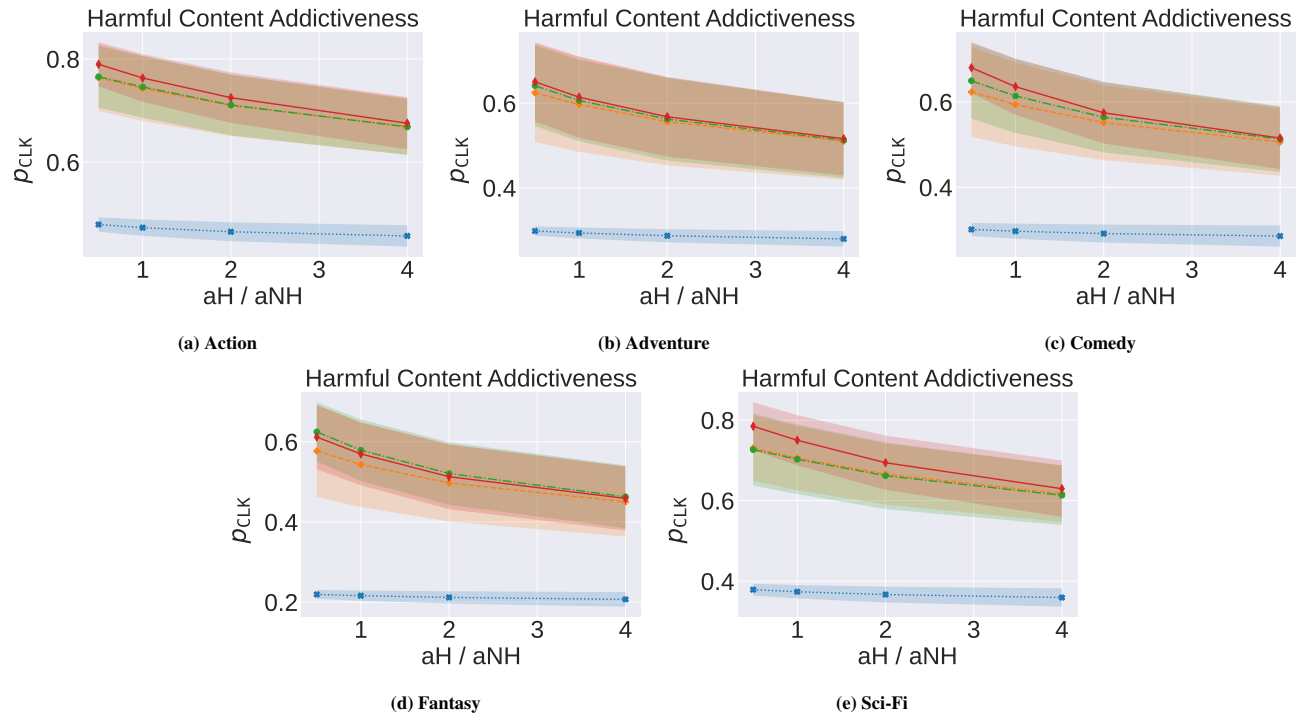 Harmful Content Addictiveness
0.8
0.6
pCLK
1 2 3 4
aH / aNH
(a) Action
Harmful Content Addictiveness
0.6
0.4
pCLK
1 2 3 4
aH / aNH
(b) Adventure
Harmful Content Addictiveness
0.6
0.4
pCLK
1 2 3 4
aH / aNH
(c) Comedy
Harmful Content Addictiveness
0.6
0.4
0.2
pCLK
1 2 3 4
aH / aNH
(d) Fantasy
Harmful Content Addictiveness
0.8
0.6
0.4
pCLK
1 2 3 4
aH / aNH
(e) Sci-Fi